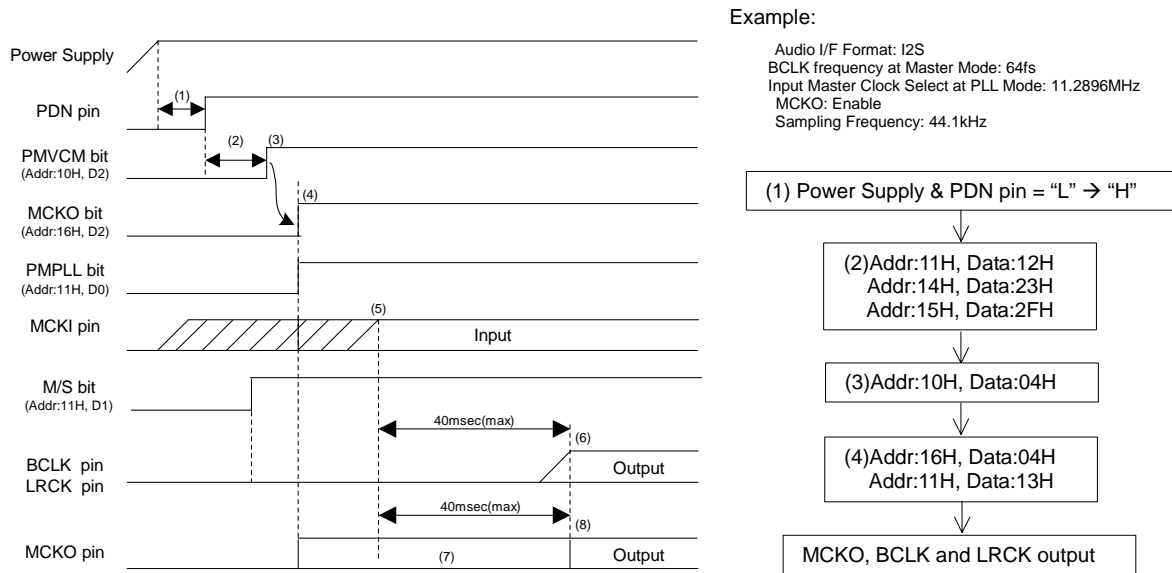 Power Supply
(1)
PDN pin
(2)
(3)
PMVCM bit
(Addr:10H, D2)
(4)
MCKO bit
(Addr:16H, D2)
PMPLL bit
(Addr:11H, D0)
(5)
MCKI pin
Input
M/S bit
(Addr:11H, D1)
40msec(max)
(6)
BCLK pin
LRCK pin
Output
40msec(max)
(8)
MCKO pin
(7)
Output
Example:
Audio I/F Format: I2S
BCLK frequency at Master Mode: 64fs
Input Master Clock Select at PLL Mode: 11.2896MHz
MCKO: Enable
Sampling Frequency: 44.1kHz
(1) Power Supply & PDN pin = “L” → “H”
(2)Addr:11H, Data:12H
Addr:14H, Data:23H
Addr:15H, Data:2FH
(3)Addr:10H, Data:04H
(4)Addr:16H, Data:04H
Addr:11H, Data:13H
MCKO, BCLK and LRCK output